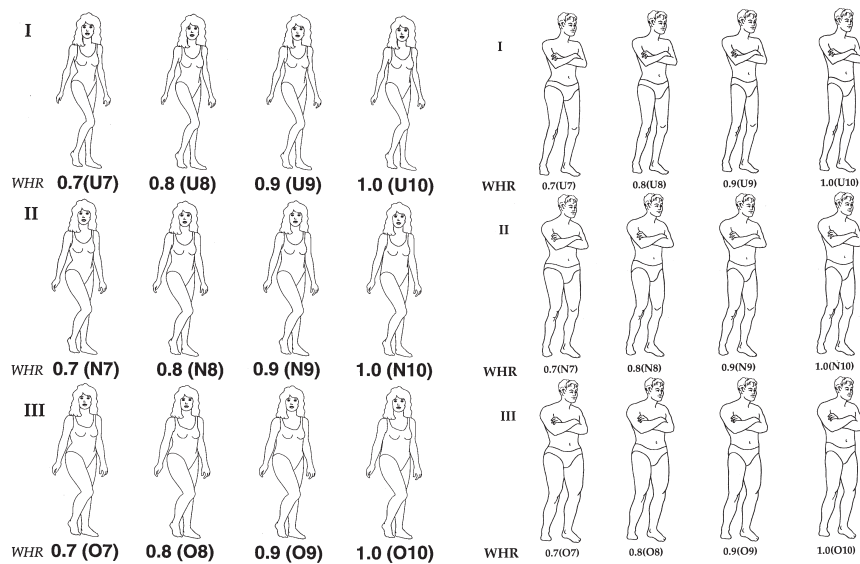 I
WHR 0.7(U7) 0.8 (U8) 0.9 (U9) 1.0 (U10)
II
WHR 0.7 (N7) 0.8 (N8) 0.9 (N9) 1.0 (N10)
III
WHR 0.7 (O7) 0.8 (O8) 0.9 (O9) 1.0 (O10)
I
WHR 0.7(U7) 0.8(U8) 0.9(U9) 1.0(U10)
II
WHR 0.7(N7) 0.8(N8) 0.9(N9) 1.0(N10)
III
WHR 0.7(O7) 0.8(O8) 0.9(O9) 1.0(O10)